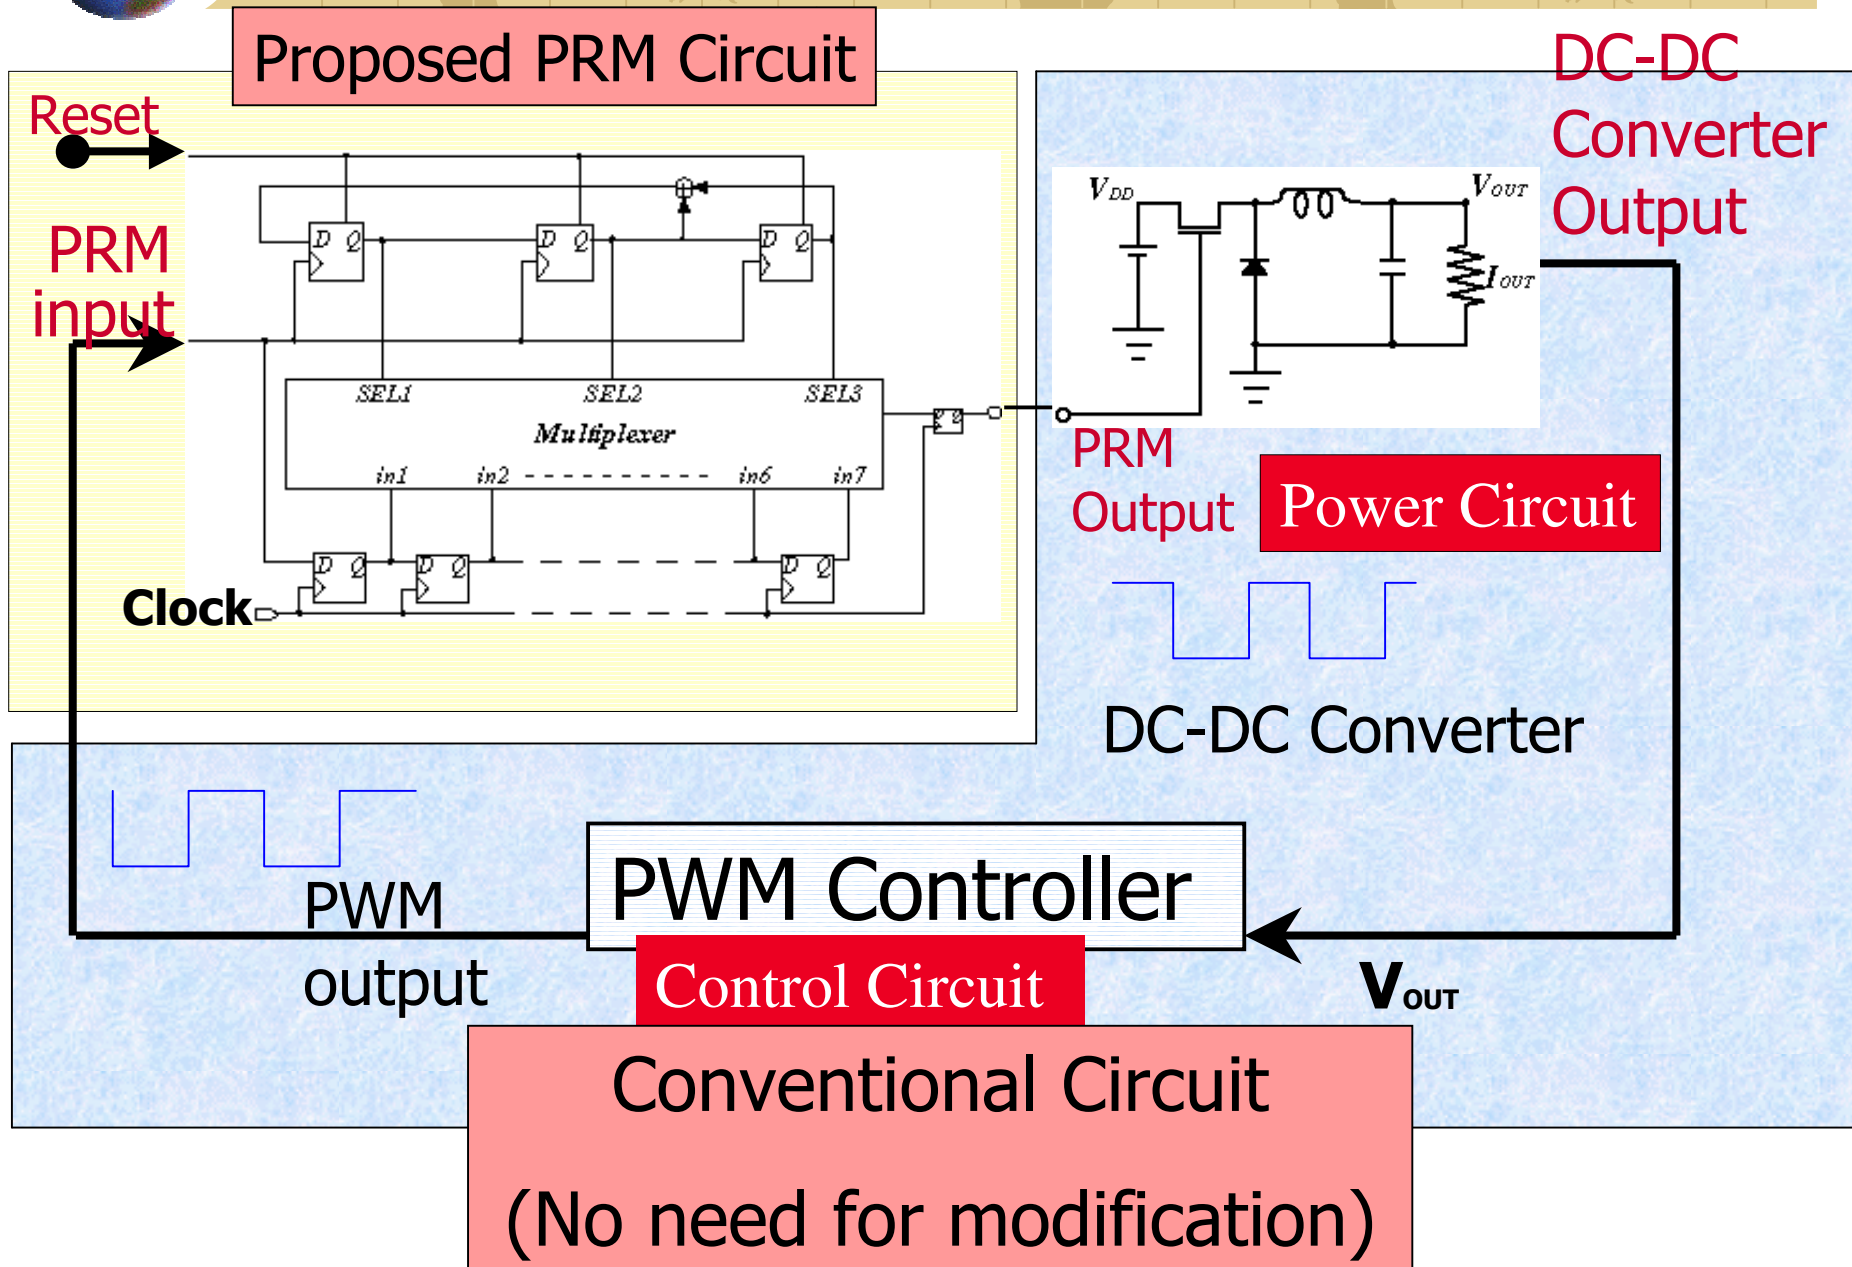 Proposed PRM Circuit
Reset
PRM
input
D Q
D Q
D Q
SEL1 SEL2 SEL3
Multiplexer
in1 in2 in6 in7
D Q
D Q
D Q
D Q
Clock
DC-DC
Converter
Output
VDD
VOUT
IOUT
PRM
Output
Power Circuit
DC-DC Converter
PWM
output
PWM Controller
Control Circuit
VOUT
Conventional Circuit
(No need for modification)